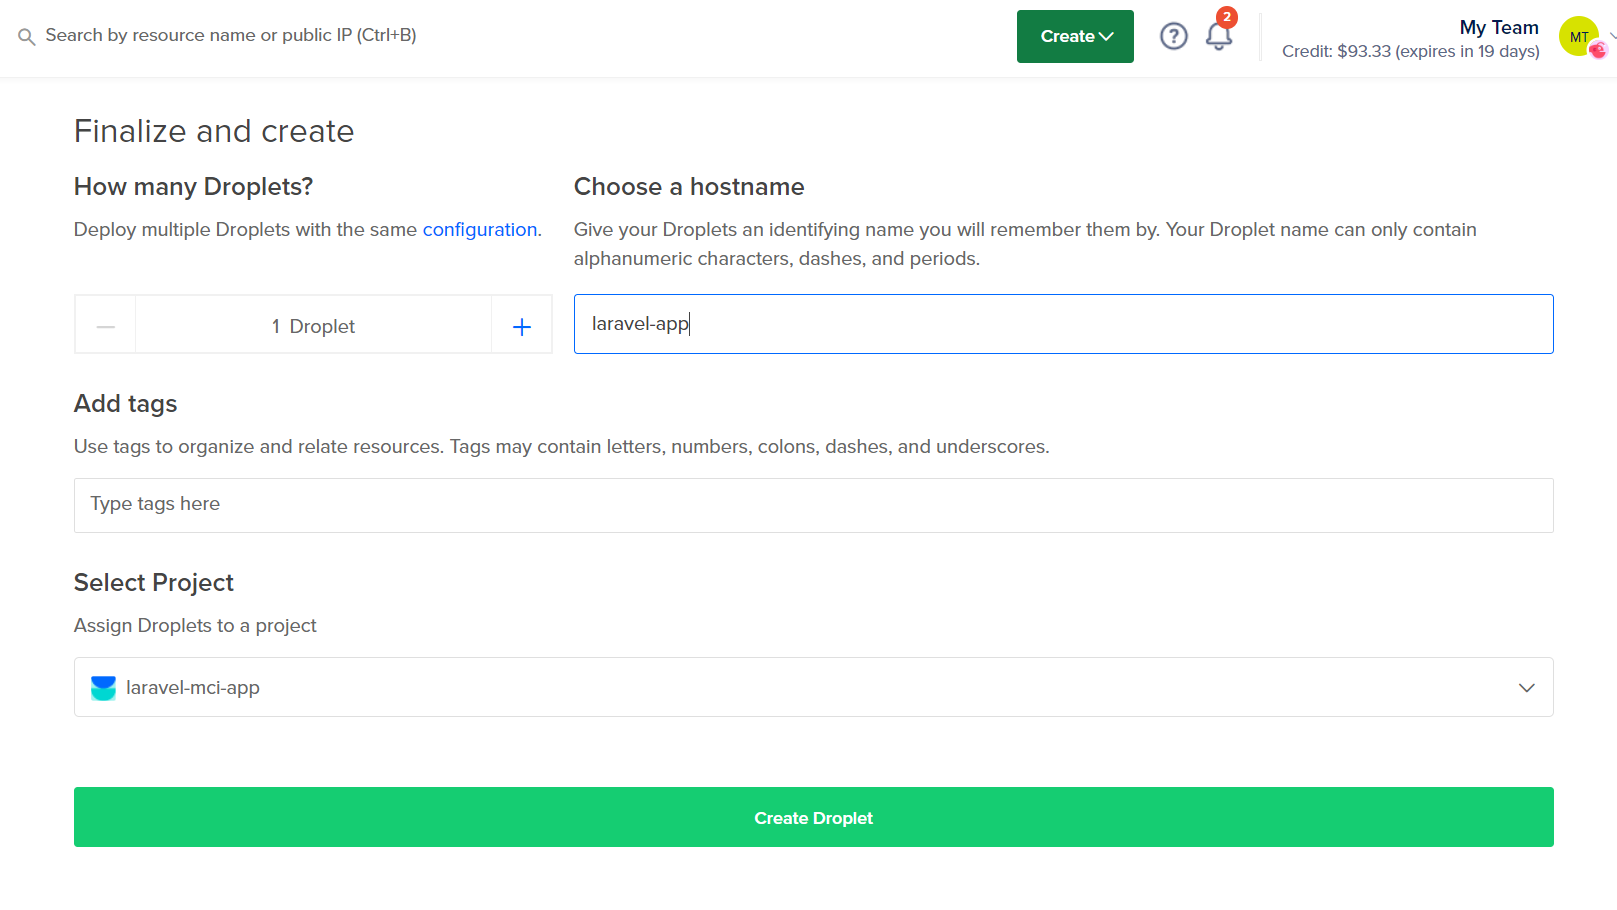 Search by resource name or public IP (Ctrl+B)
Create
?
2
My Team
Credit: $93.33 (expires in 19 days)
MT
Finalize and create
How many Droplets?
Deploy multiple Droplets with the same configuration.
1 Droplet
Choose a hostname
Give your Droplets an identifying name you will remember them by. Your Droplet name can only contain
alphanumeric characters, dashes, and periods.
laravel-app
Add tags
Use tags to organize and relate resources. Tags may contain letters, numbers, colons, dashes, and underscores.
Type tags here
Select Project
Assign Droplets to a project
laravel-mci-app
Create Droplet